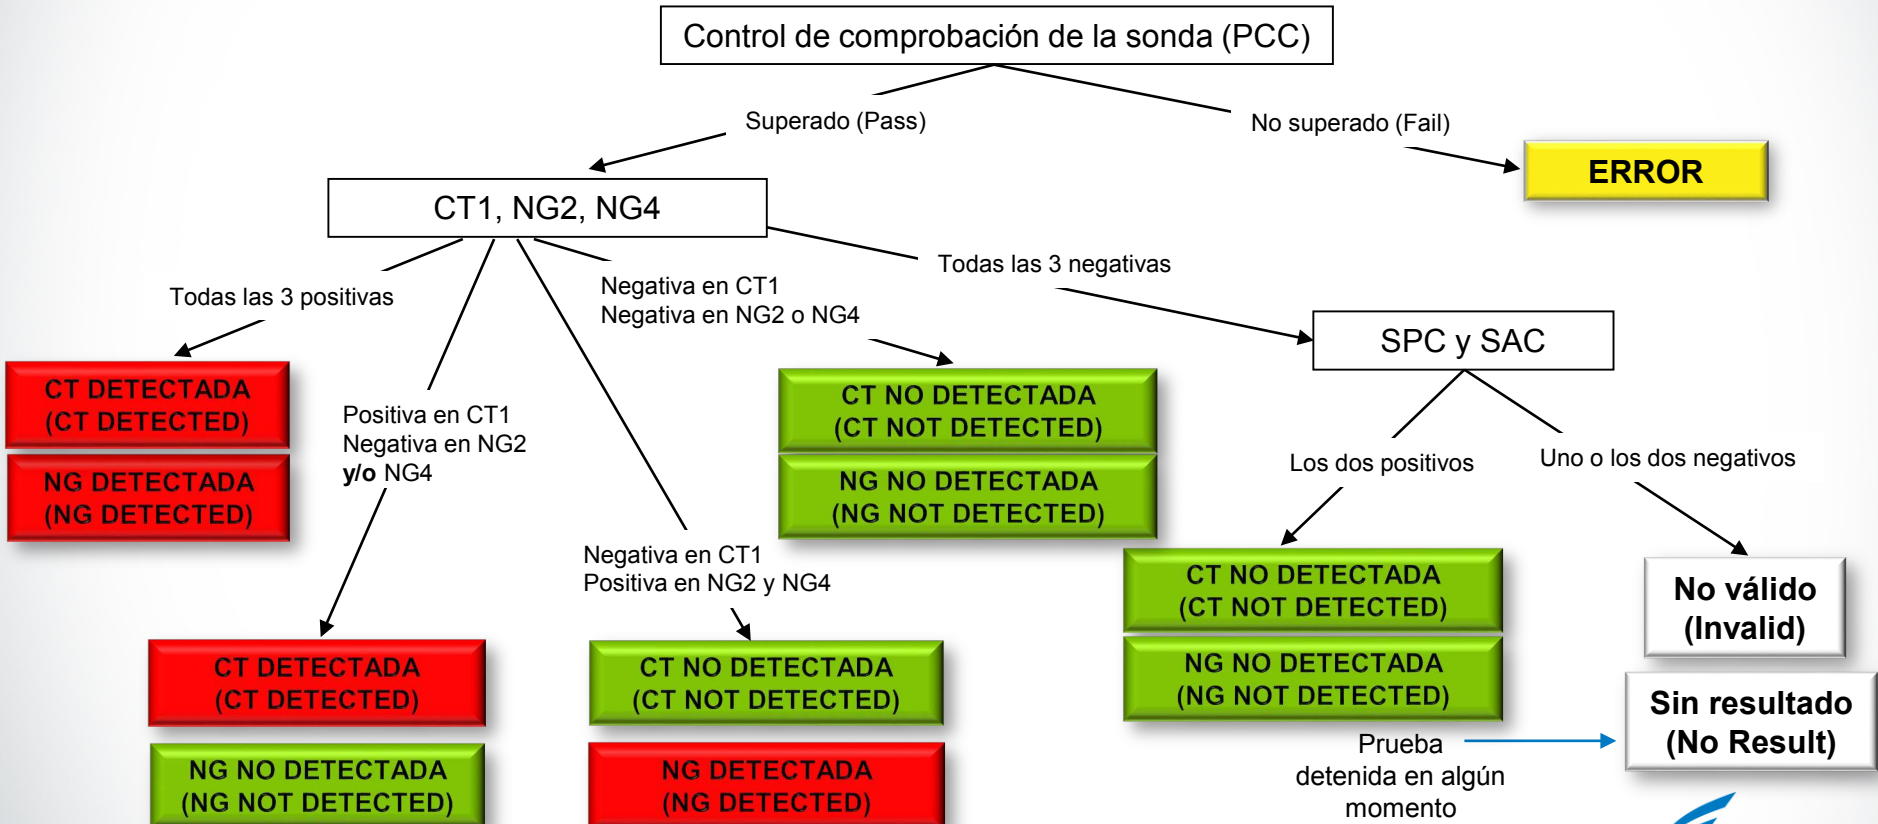 Control de comprobación de la sonda (PCC)
Superado (Pass)
No superado (Fail)
ERROR
CT1, NG2, NG4
Todas las 3 positivas
Negativa en CT1
Negativa en NG2 o NG4
Todas las 3 negativas
SPC y SAC
CT DETECTADA
(CT DETECTED)
NG DETECTADA
(NG DETECTED)
Positiva en CT1
Negativa en NG2
y/o NG4
CT NO DETECTADA
(CT NOT DETECTED)
NG NO DETECTADA
(NG NOT DETECTED)
Los dos positivos
Uno o los dos negativos
Negativa en CT1
Positiva en NG2 y NG4
CT NO DETECTADA
(CT NOT DETECTED)
NG NO DETECTADA
(NG NOT DETECTED)
No válido
(Invalid)
CT DETECTADA
(CT DETECTED)
NG NO DETECTADA
(NG NOT DETECTED)
CT NO DETECTADA
(CT NOT DETECTED)
NG DETECTADA
(NG DETECTED)
Prueba
detenida en algún
momento
Sin resultado
(No Result)